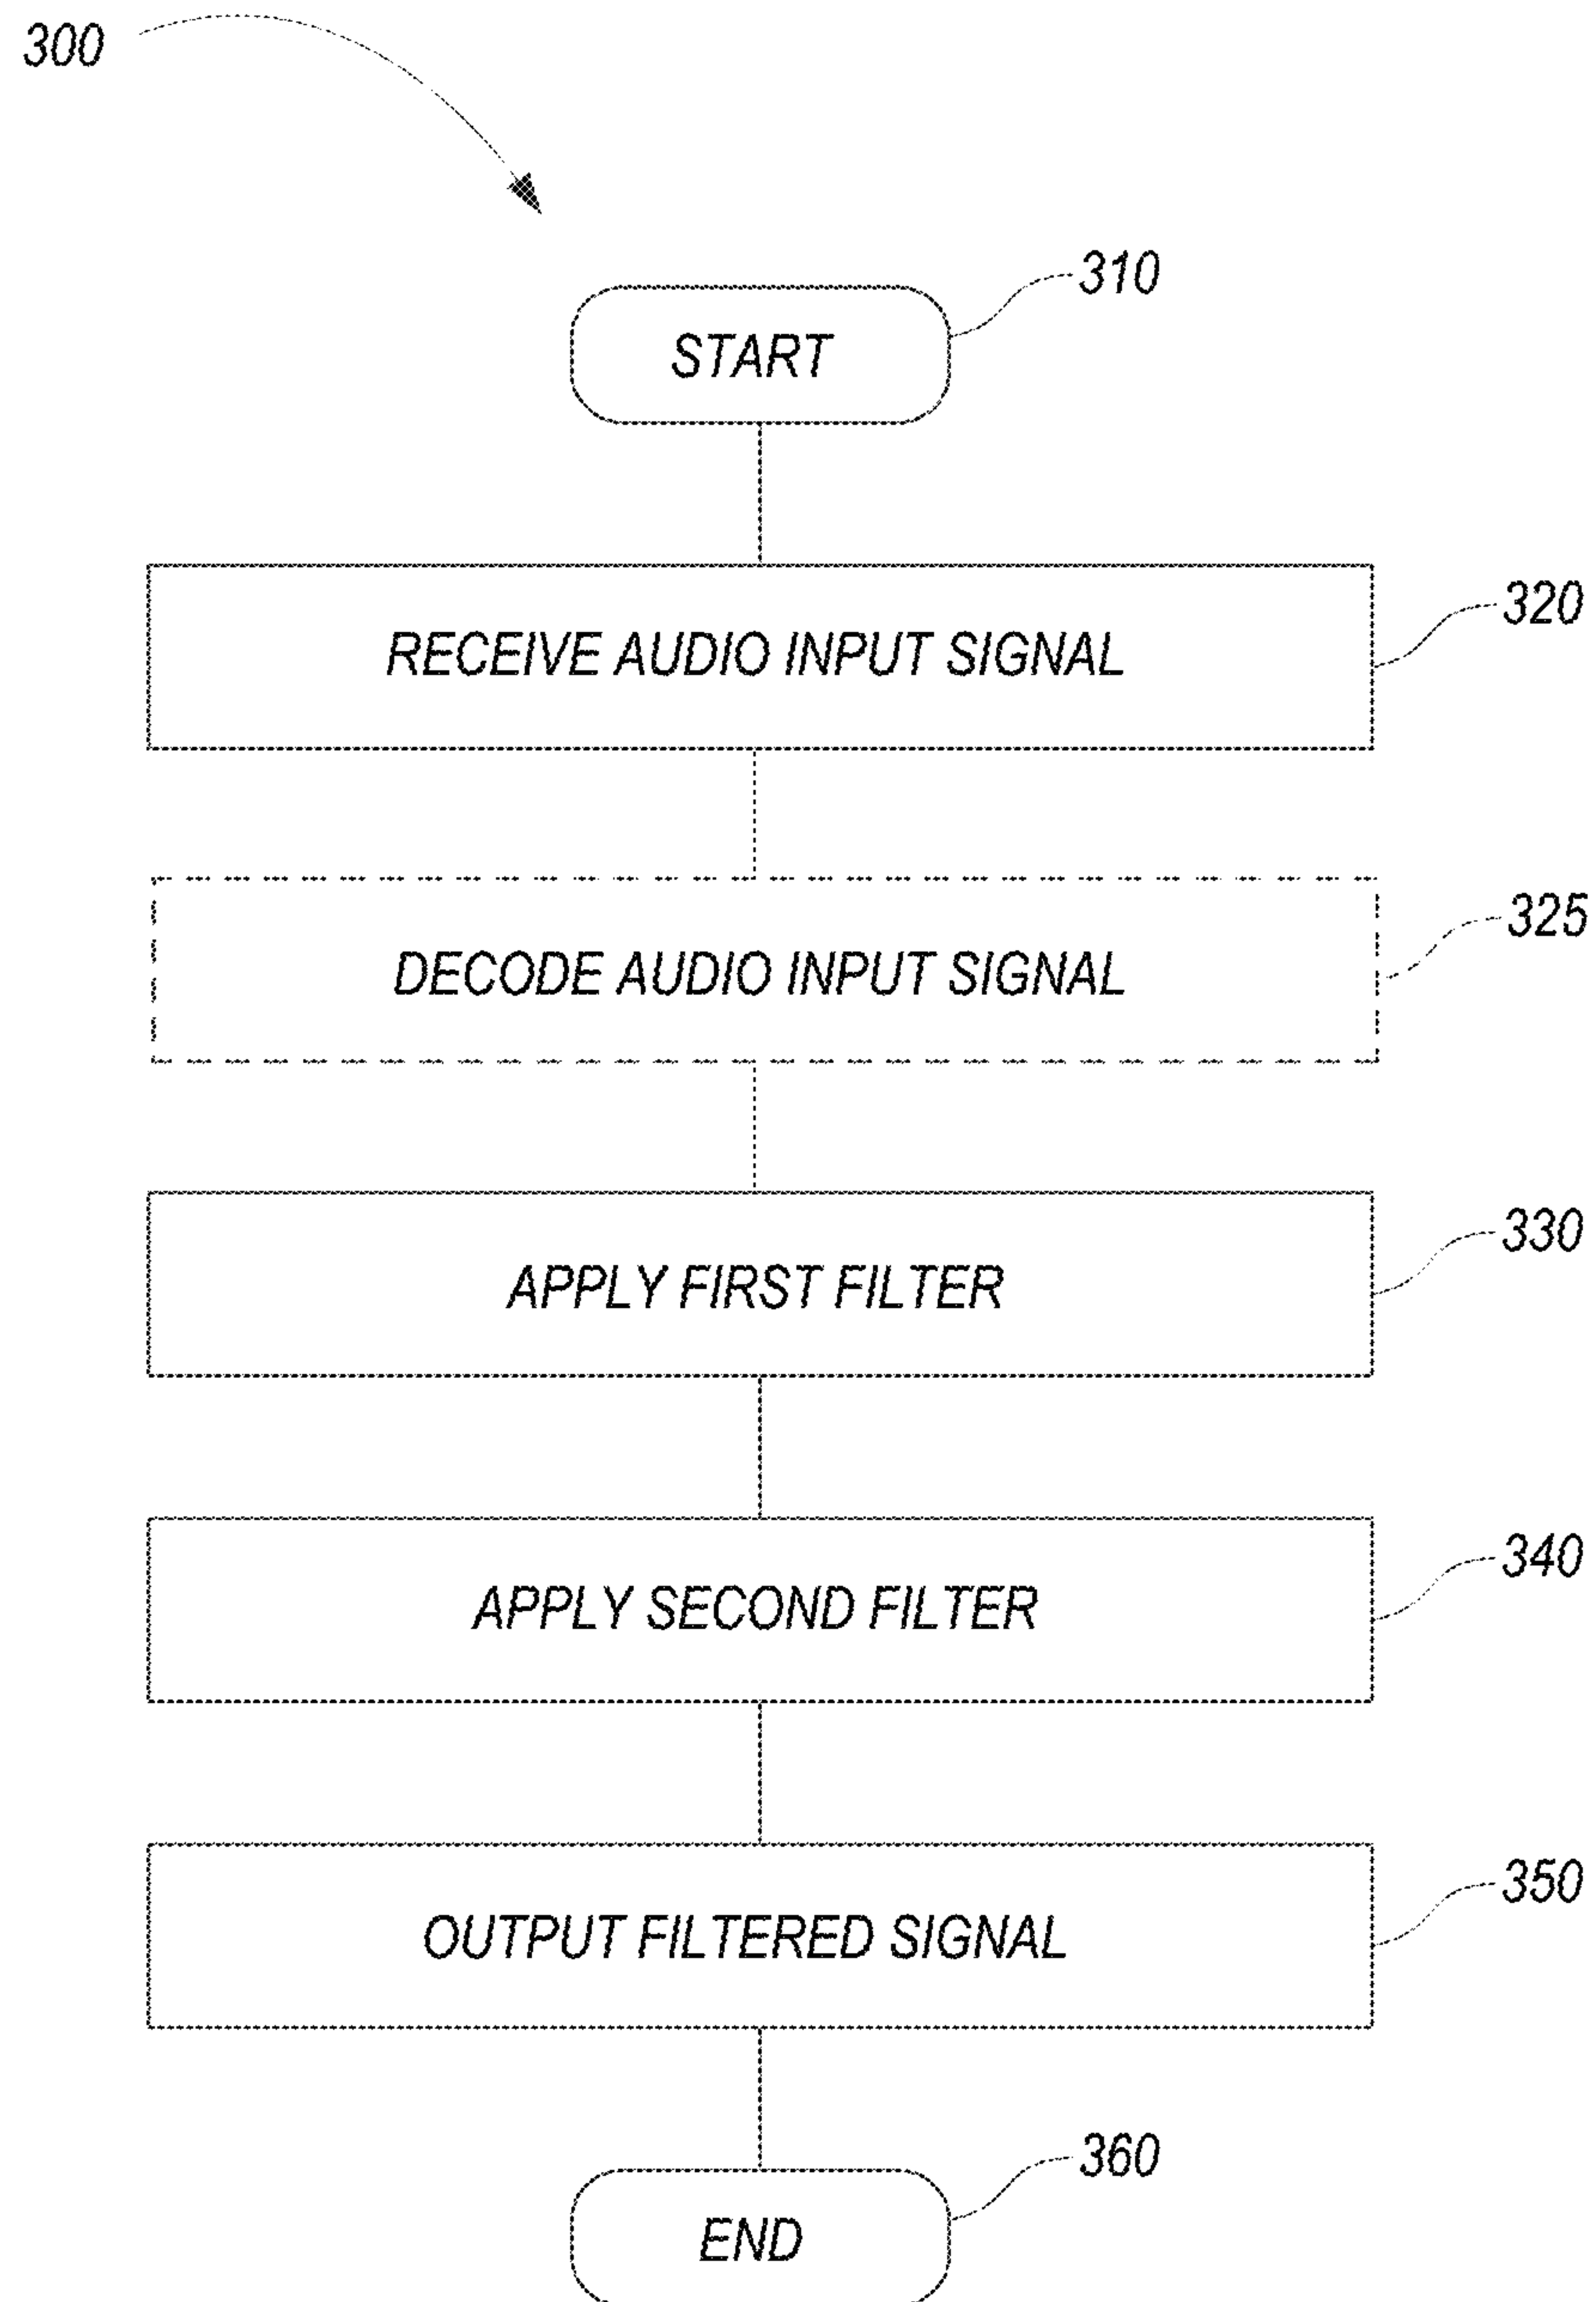 300
310
START
320
RECEIVE AUDIO INPUT SIGNAL
325
DECODE AUDIO INPUT SIGNAL
330
APPLY FIRST FILTER
340
APPLY SECOND FILTER
350
OUTPUT FILTERED SIGNAL
360
END